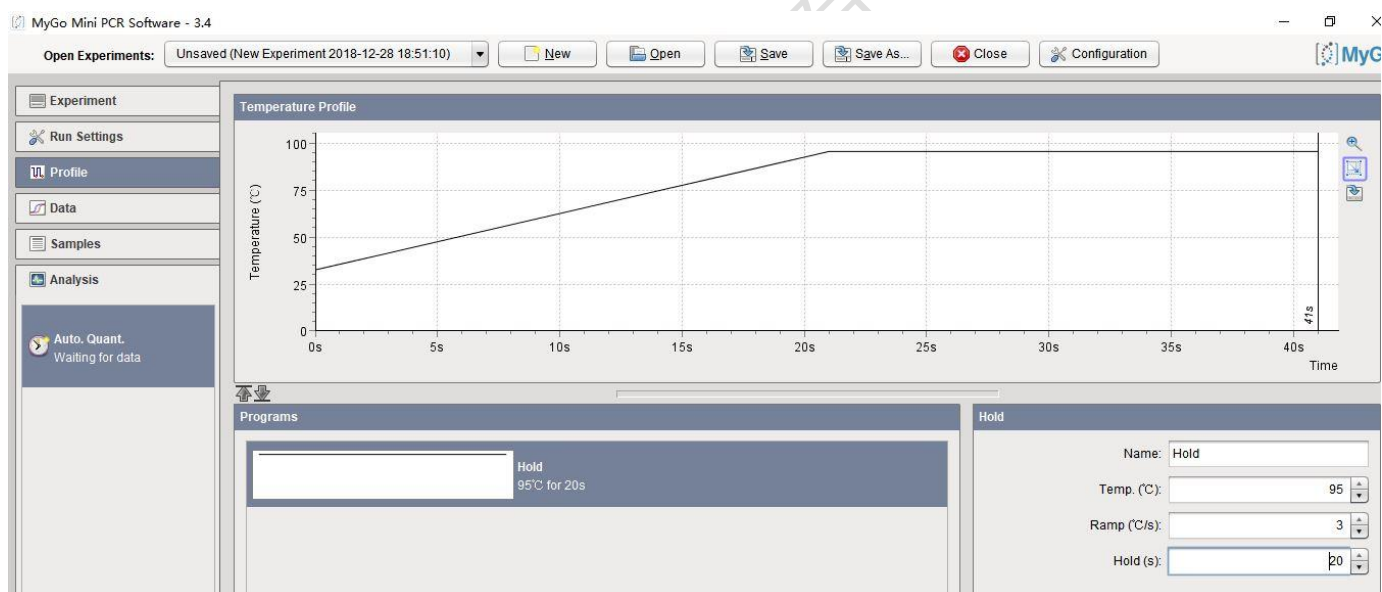 MyGo Mini PCR Software - 3.4
Open Experiments: Unsaved (New Experiment 2018-12-28 18:51:10) New Open Save Save As... Close Configuration MyG
Experiment
Run Settings
Profile
Data
Samples
Analysis
Auto. Quant.
Waiting for data
Temperature Profile
Temperature (℃)
100
75
50
25
0
0s 5s 10s 15s 20s 25s 30s 35s 40s
41s
Time
Programs
Hold
95℃ for 20s
Hold
Name: Hold
Temp. (℃): 95
Ramp (℃/s): 3
Hold (s): 20